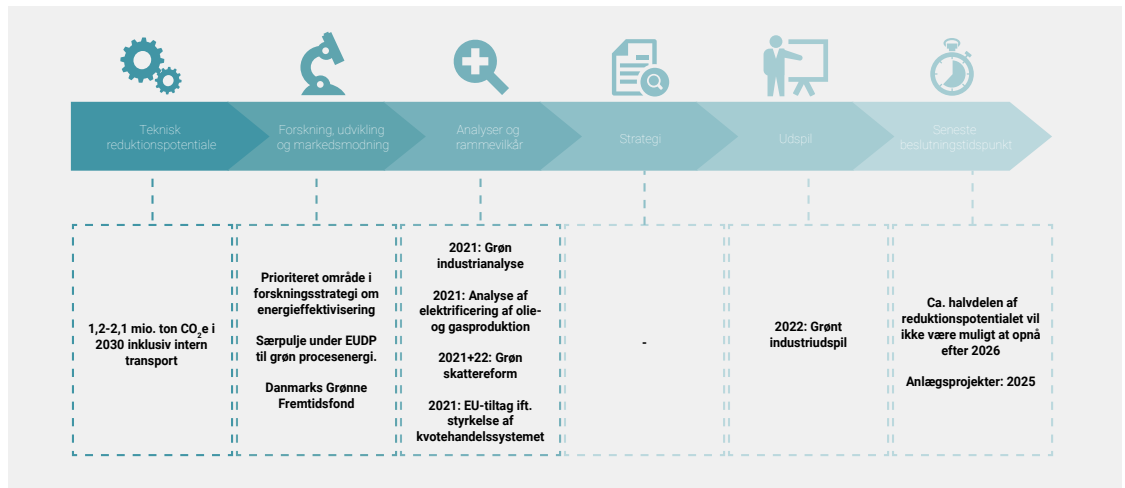 Teknisk
reduktionspotentiale
Forskning, udvikling
og markedsmodning
Analyser og
rammevilkår
Strategi
Udspil
Seneste
beslutningstidspunkt
1,2-2,1 mio. ton CO₂e i
2030 inklusiv intern
transport
Prioriteret område i
forskningsstrategi om
energieffektivisering
Særpulje under EUDP
til grøn procesenergi.
Danmarks Grønne
Fremtidsfond
2021: Grøn
industrianalyse
2021: Analyse af
elektrificering af olie-
og gasproduktion
2021+22: Grøn
skattereform
2021: EU-tiltag ift.
styrkelse af
kvotehandelssystemet
-
2022: Grønt
industriudspil
Ca. halvdelen af
reduktionspotentialet vil
ikke være muligt at opnå
efter 2026
Anlægsprojekter: 2025